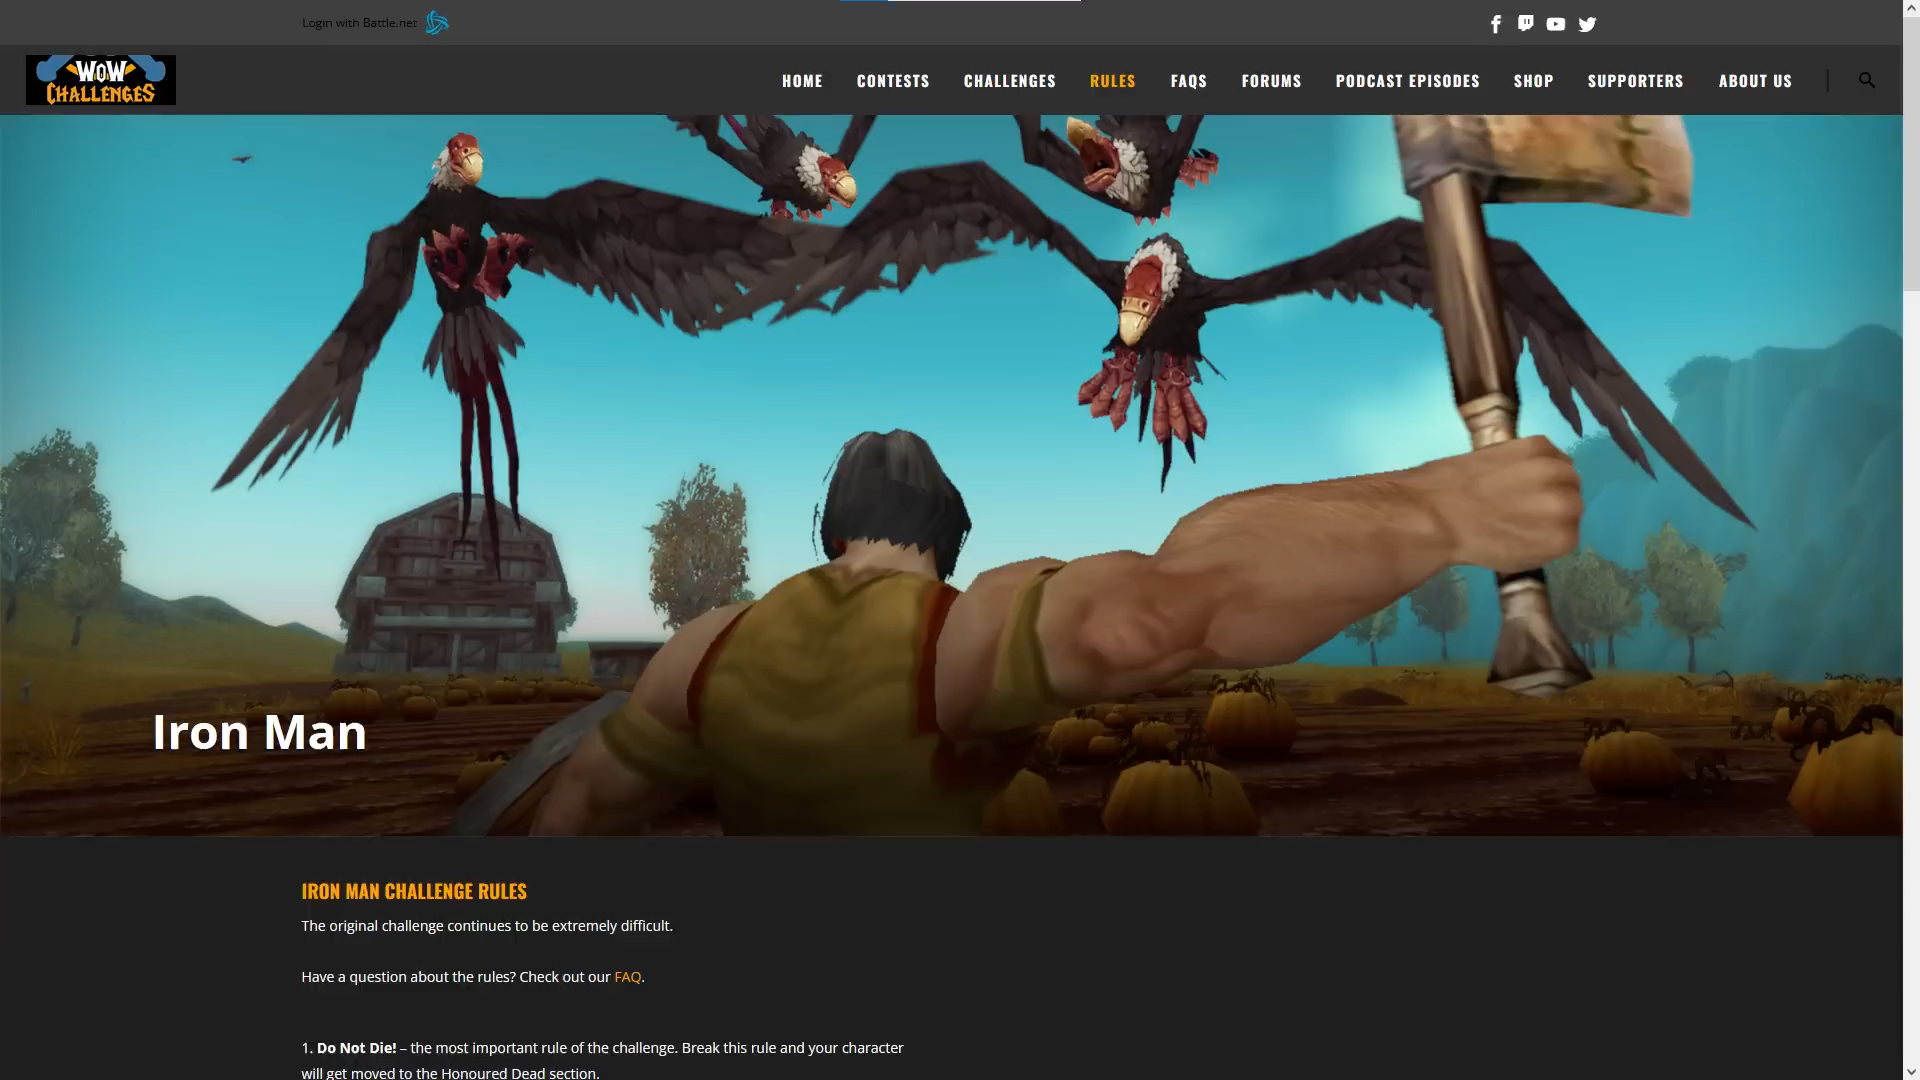 Login with Battle.net
WOW
CHALLENGES
HOME CONTESTS CHALLENGES RULES FAQS FORUMS PODCAST EPISODES SHOP SUPPORTERS ABOUT US
Iron Man
IRON MAN CHALLENGE RULES
The original challenge continues to be extremely difficult.
Have a question about the rules? Check out our FAQ.
1. Do Not Die! – the most important rule of the challenge. Break this rule and your character
will get moved to the Honoured Dead section.